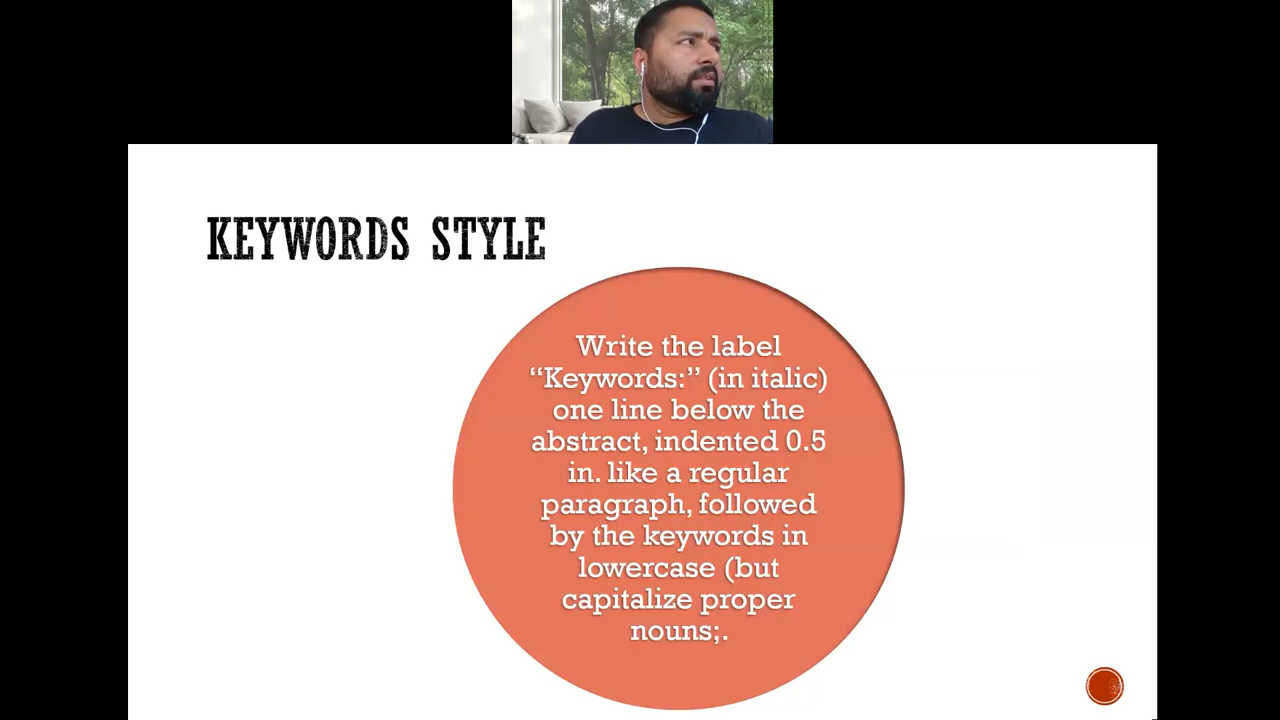 KEYWORDS STYLE
Write the label
“Keywords:” (in italic)
one line below the
abstract, indented 0.5
in. like a regular
paragraph, followed
by the keywords in
lowercase (but
capitalize proper
nouns;.